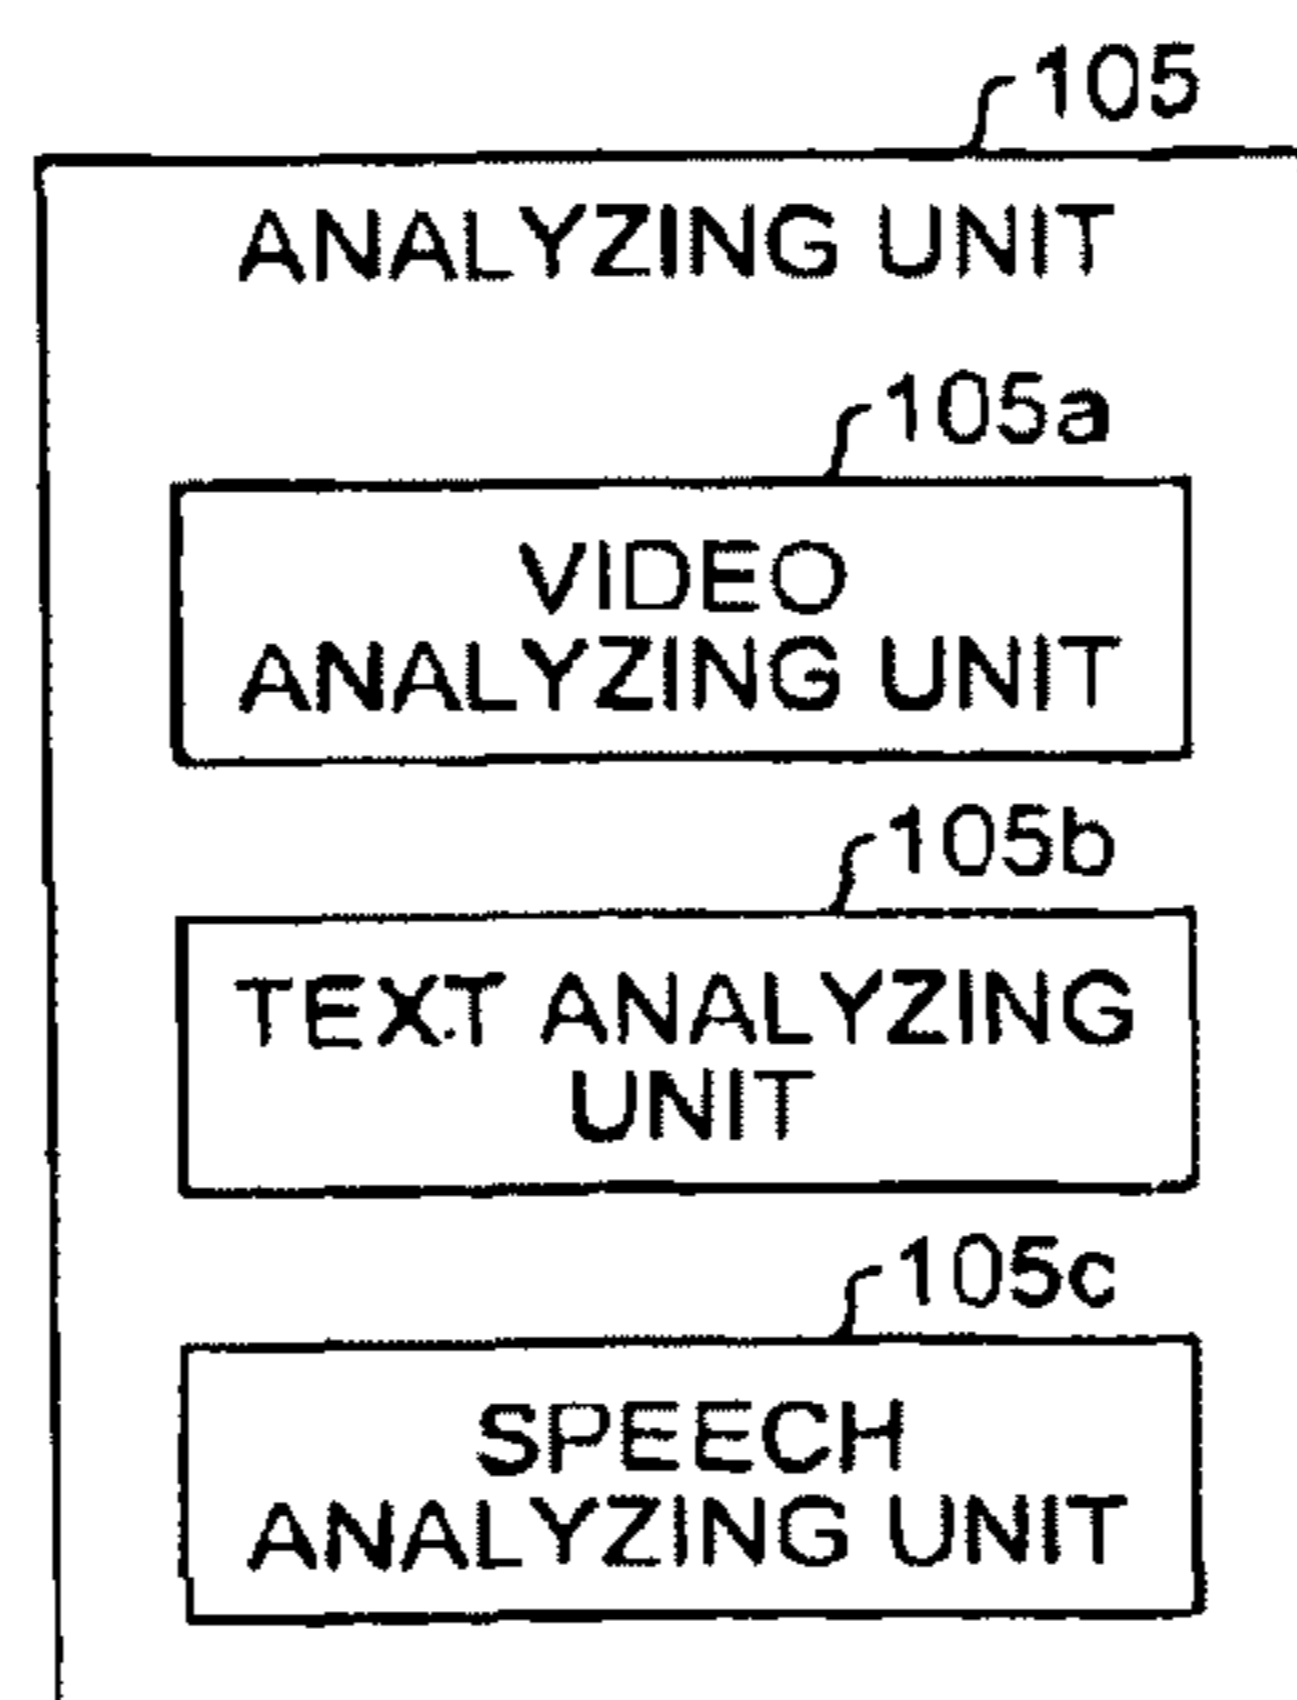 105
ANALYZING UNIT
105a
VIDEO
ANALYZING UNIT
105b
TEXT ANALYZING
UNIT
105c
SPEECH
ANALYZING UNIT